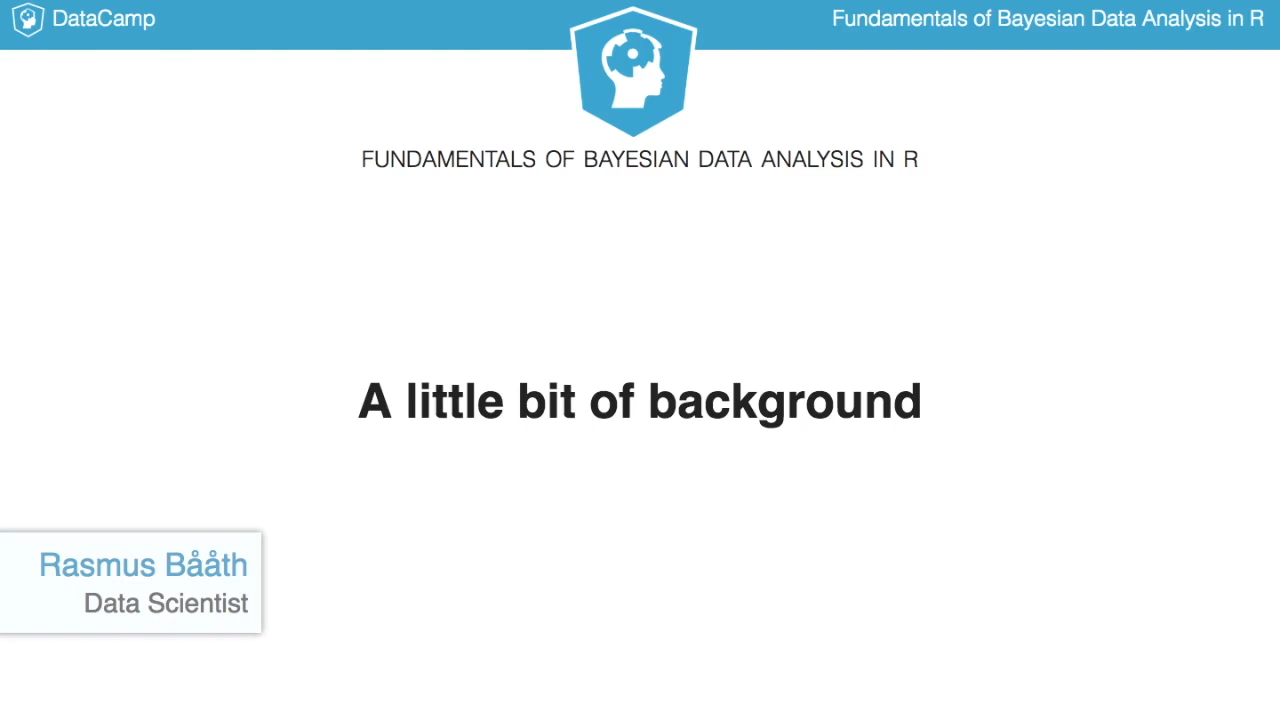 DataCamp
Fundamentals of Bayesian Data Analysis in R
FUNDAMENTALS OF BAYESIAN DATA ANALYSIS IN R
A little bit of background
Rasmus Bååth
Data Scientist